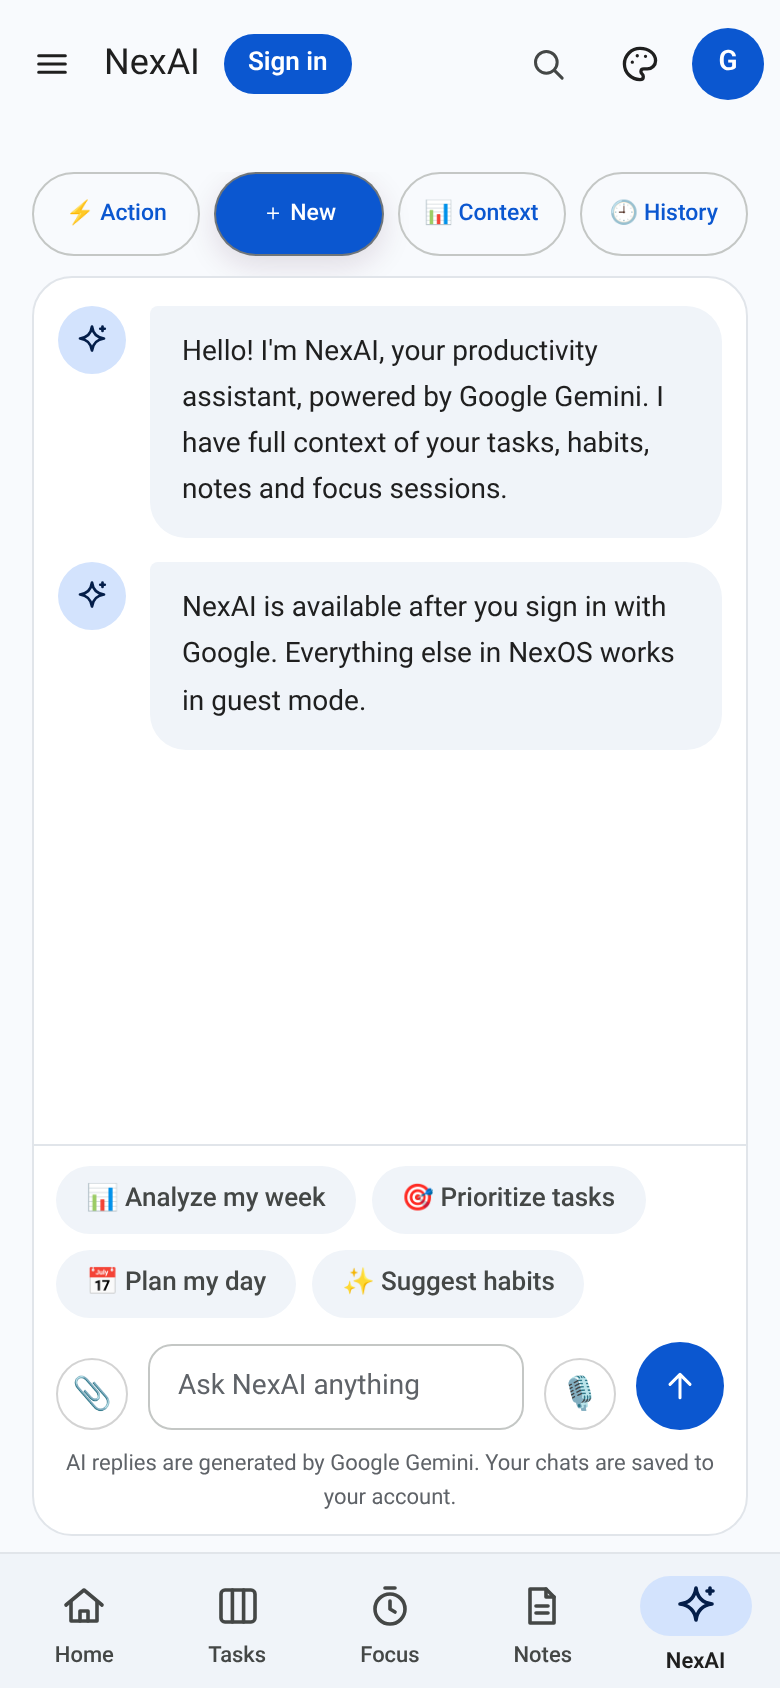 NexAI
Sign in
G
⚡ Action
+ New
📊 Context
🕘 History
Hello! I'm NexAI, your productivity
assistant, powered by Google Gemini. I
have full context of your tasks, habits,
notes and focus sessions.
NexAI is available after you sign in with
Google. Everything else in NexOS works
in guest mode.
📊 Analyze my week
🎯 Prioritize tasks
📅 Plan my day
✨ Suggest habits
Ask NexAI anything
AI replies are generated by Google Gemini. Your chats are saved to
your account.
Home
Tasks
Focus
Notes
NexAI